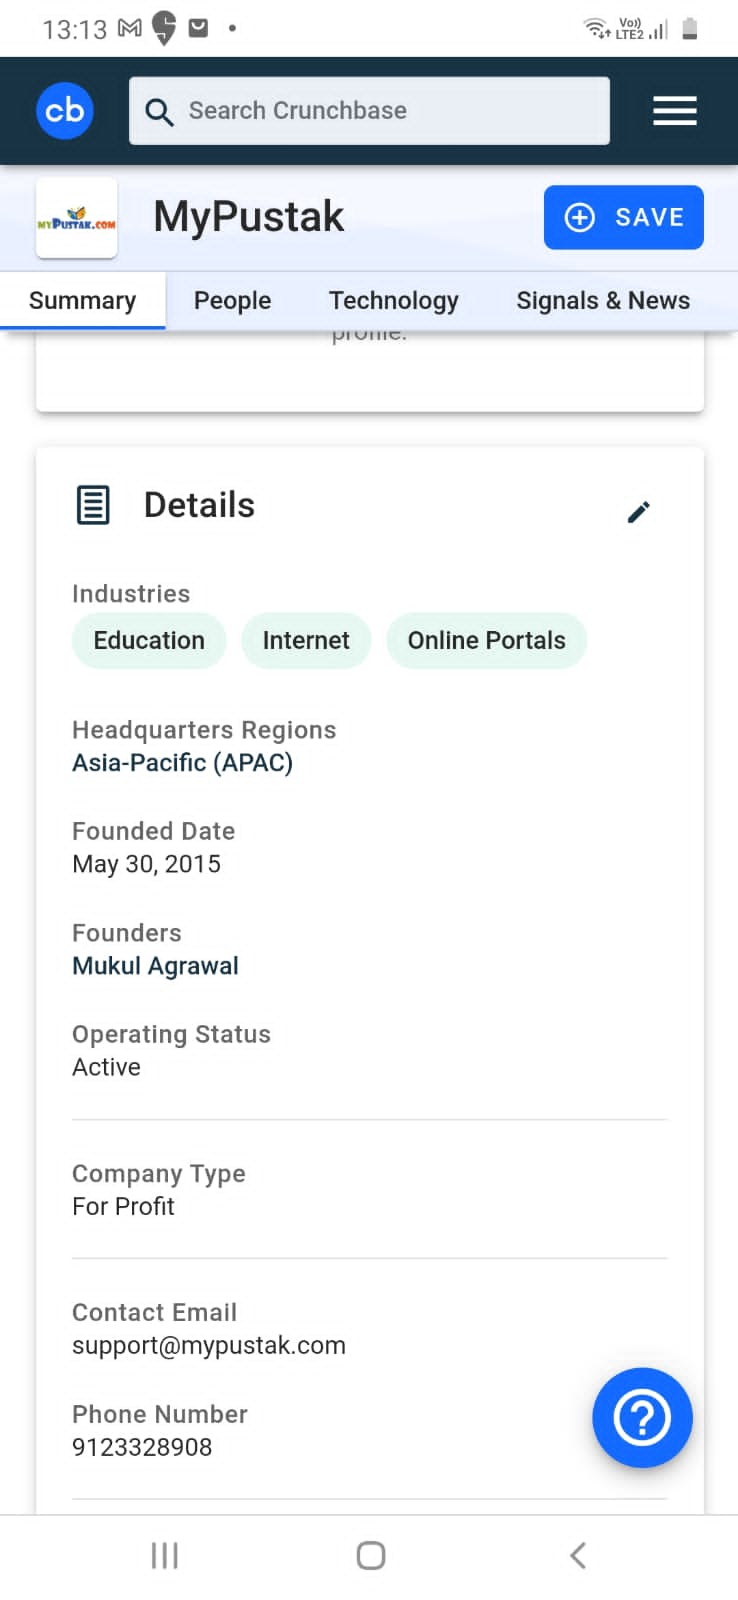 13:13
Vo))
LTE2
cb
Search Crunchbase
MYPUSTAK.COM
MyPustak
SAVE
Summary
People
Technology
Signals & News
profile.
Details
Industries
Education
Internet
Online Portals
Headquarters Regions
Asia-Pacific (APAC)
Founded Date
May 30, 2015
Founders
Mukul Agrawal
Operating Status
Active
Company Type
For Profit
Contact Email
support@mypustak.com
Phone Number
9123328908